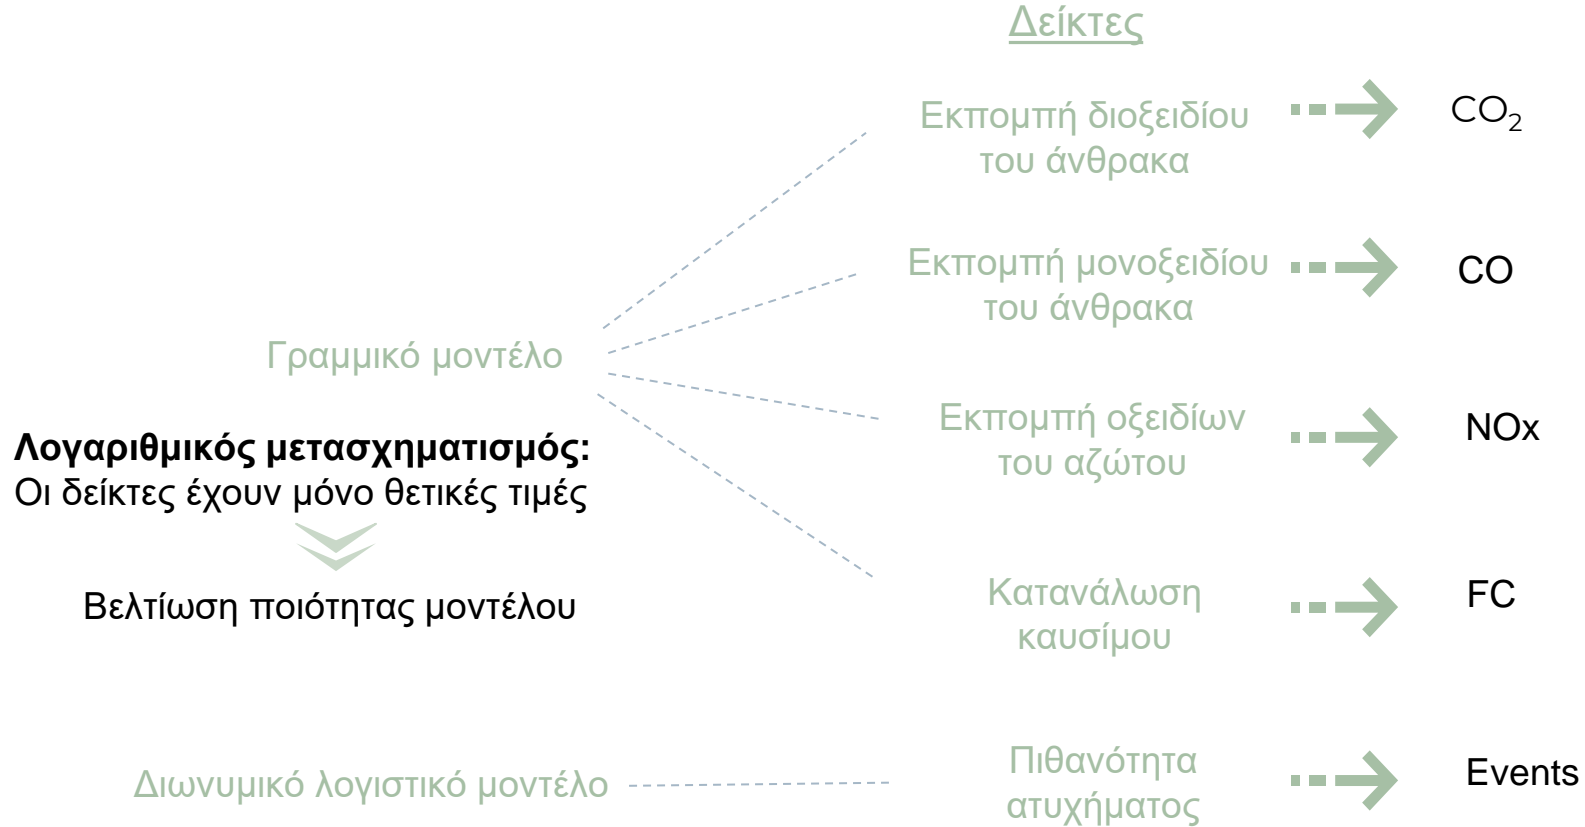 Δείκτες
Εκπομπή διοξειδίου
του άνθρακα
CO₂
Εκπομπή μονοξειδίου
του άνθρακα
CO
Γραμμικό μοντέλο
Εκπομπή οξειδίων
του αζώτου
NOx
Λογαριθμικός μετασχηματισμός:
Οι δείκτες έχουν μόνο θετικές τιμές
Βελτίωση ποιότητας μοντέλου
Κατανάλωση
καυσίμου
FC
Διωνυμικό λογιστικό μοντέλο
Πιθανότητα
ατυχήματος
Events